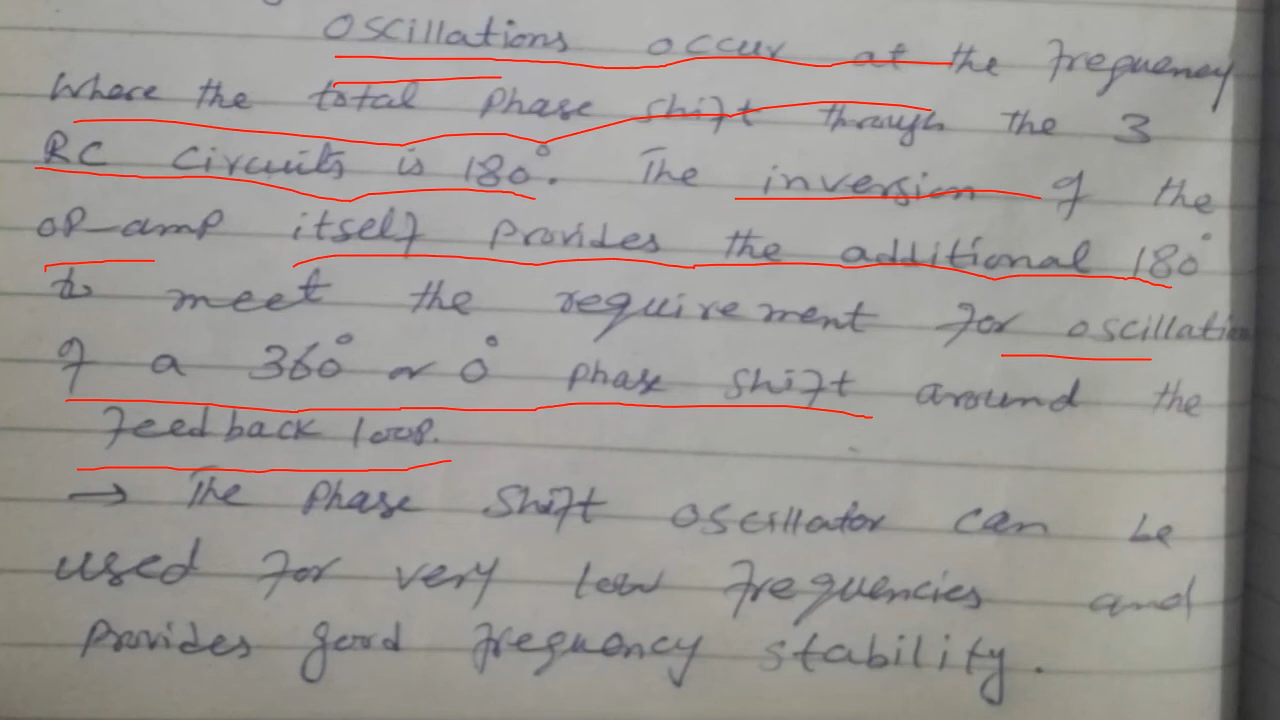 Oscillations occur at the frequency
where the total phase shift through the 3
RC circuits is 180°. The inversion of the
op-amp itself provides the additional 180°
to meet the requirement for oscillation
of a 360° or 0° phase shift around the
feedback loop.
→ The phase shift oscillator can be
used for very low frequencies and
provides good frequency stability.